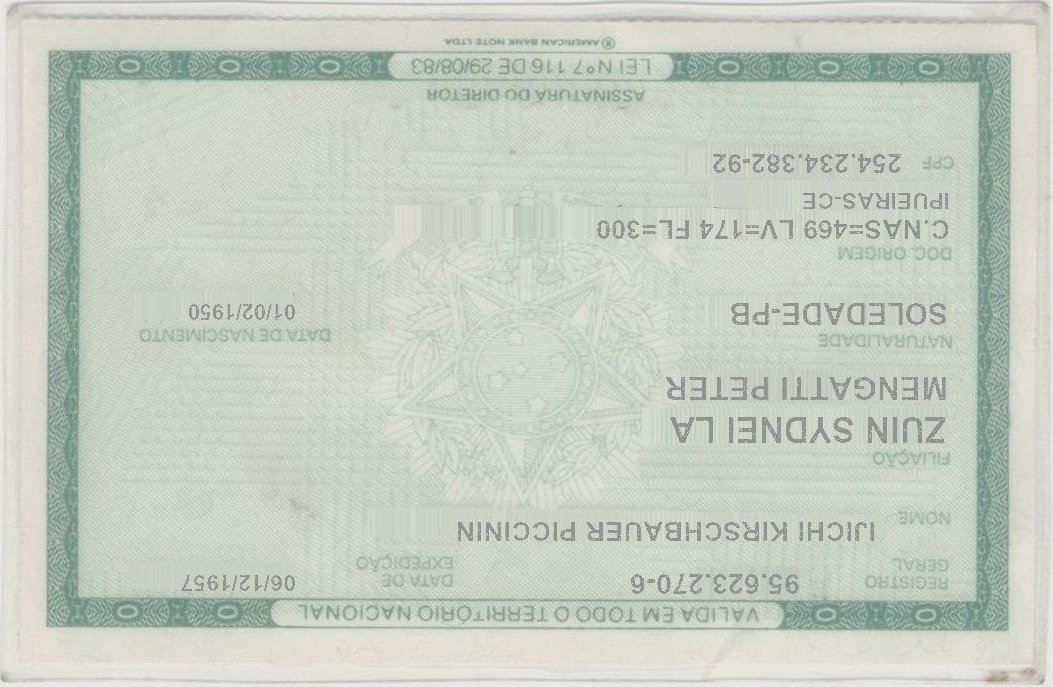 VALIDA EM TODO O TERRITÓRIO NACIONAL
REGISTRO GERAL 95.623.270-6 DATA DE EXPEDIÇÃO 06/12/1957
NOME IJICHI KIRSCHBAUER PICCININ
FILIAÇÃO
ZUIN SYDNEI LA
MENGATTI PETER
NATURALIDADE DATA DE NASCIMENTO
SOLEDADE-PB 01/02/1950
DOC. ORIGEM
C.NAS=469 LV=174 FL=300
IPUEIRAS-CE
CPF 254.234.382-92
ASSINATURA DO DIRETOR
LEI Nº 7.116 DE 29/08/83
® AMERICAN BANK NOTE LTDA